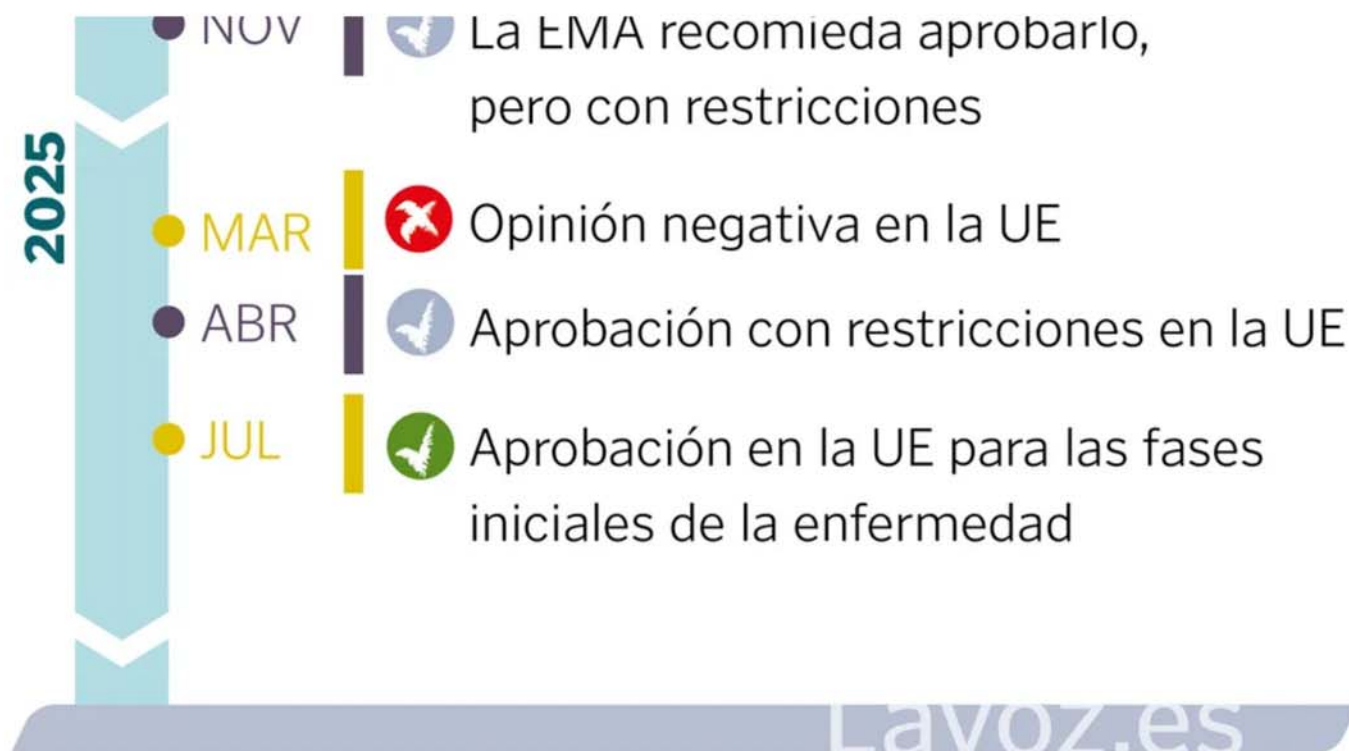 NOV La EMA recomieda aprobarlo,
pero con restricciones
2025
MAR Opinión negativa en la UE
ABR Aprobación con restricciones en la UE
JUL Aprobación en la UE para las fases
iniciales de la enfermedad
Lavoz.es